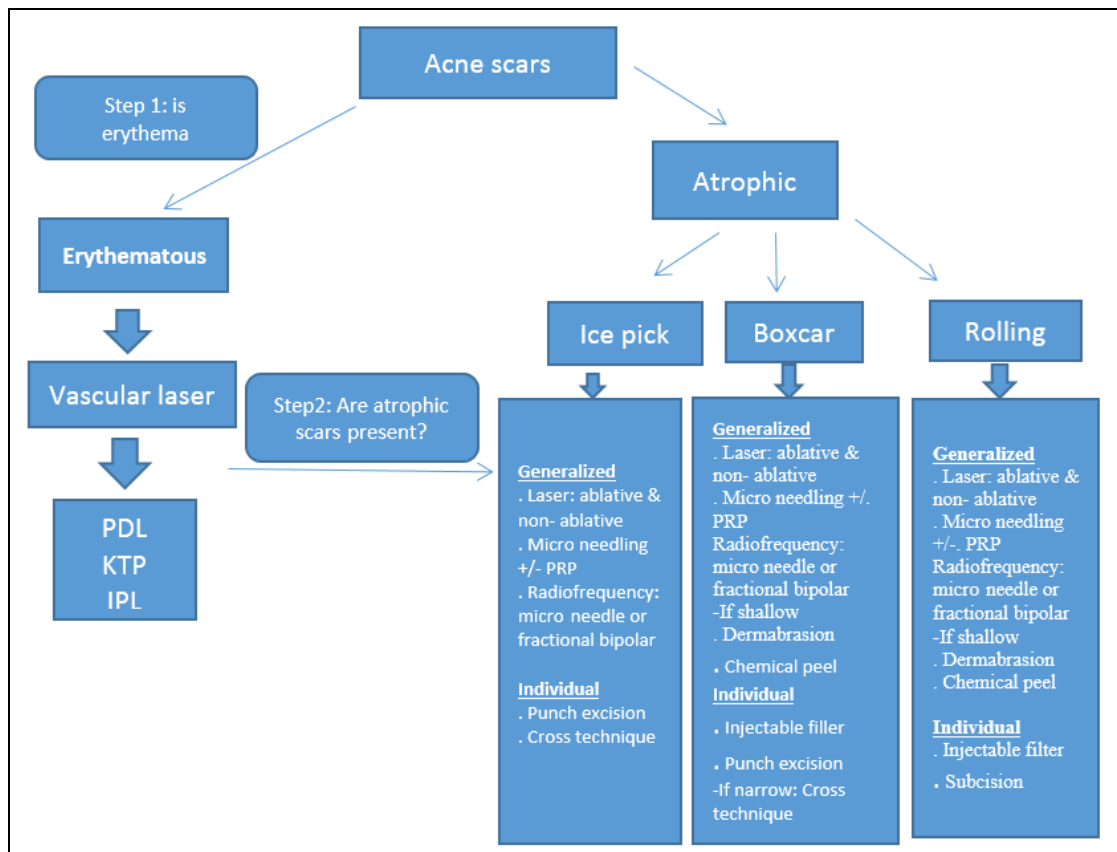 Acne scars
Step 1: is
erythema
Atrophic
Erythematous
Ice pick
Boxcar
Rolling
Vascular laser
Step2: Are atrophic
scars present?
PDL
KTP
IPL
Generalized
. Laser: ablative &
non- ablative
. Micro needling
+/- PRP
. Radiofrequency:
micro needle or
fractional bipolar
Individual
. Punch excision
. Cross technique
Generalized
. Laser: ablative &
non- ablative
. Micro needling +/.
PRP
Radiofrequency:
micro needle or
fractional bipolar
-If shallow
. Dermabrasion
. Chemical peel
Individual
. Injectable filler
. Punch excision
-If narrow: Cross
technique
Generalized
. Laser: ablative &
non- ablative
. Micro needling
+/-. PRP
Radiofrequency:
micro needle or
fractional bipolar
-If shallow
. Dermabrasion
. Chemical peel
Individual
. Injectable filter
. Subcision